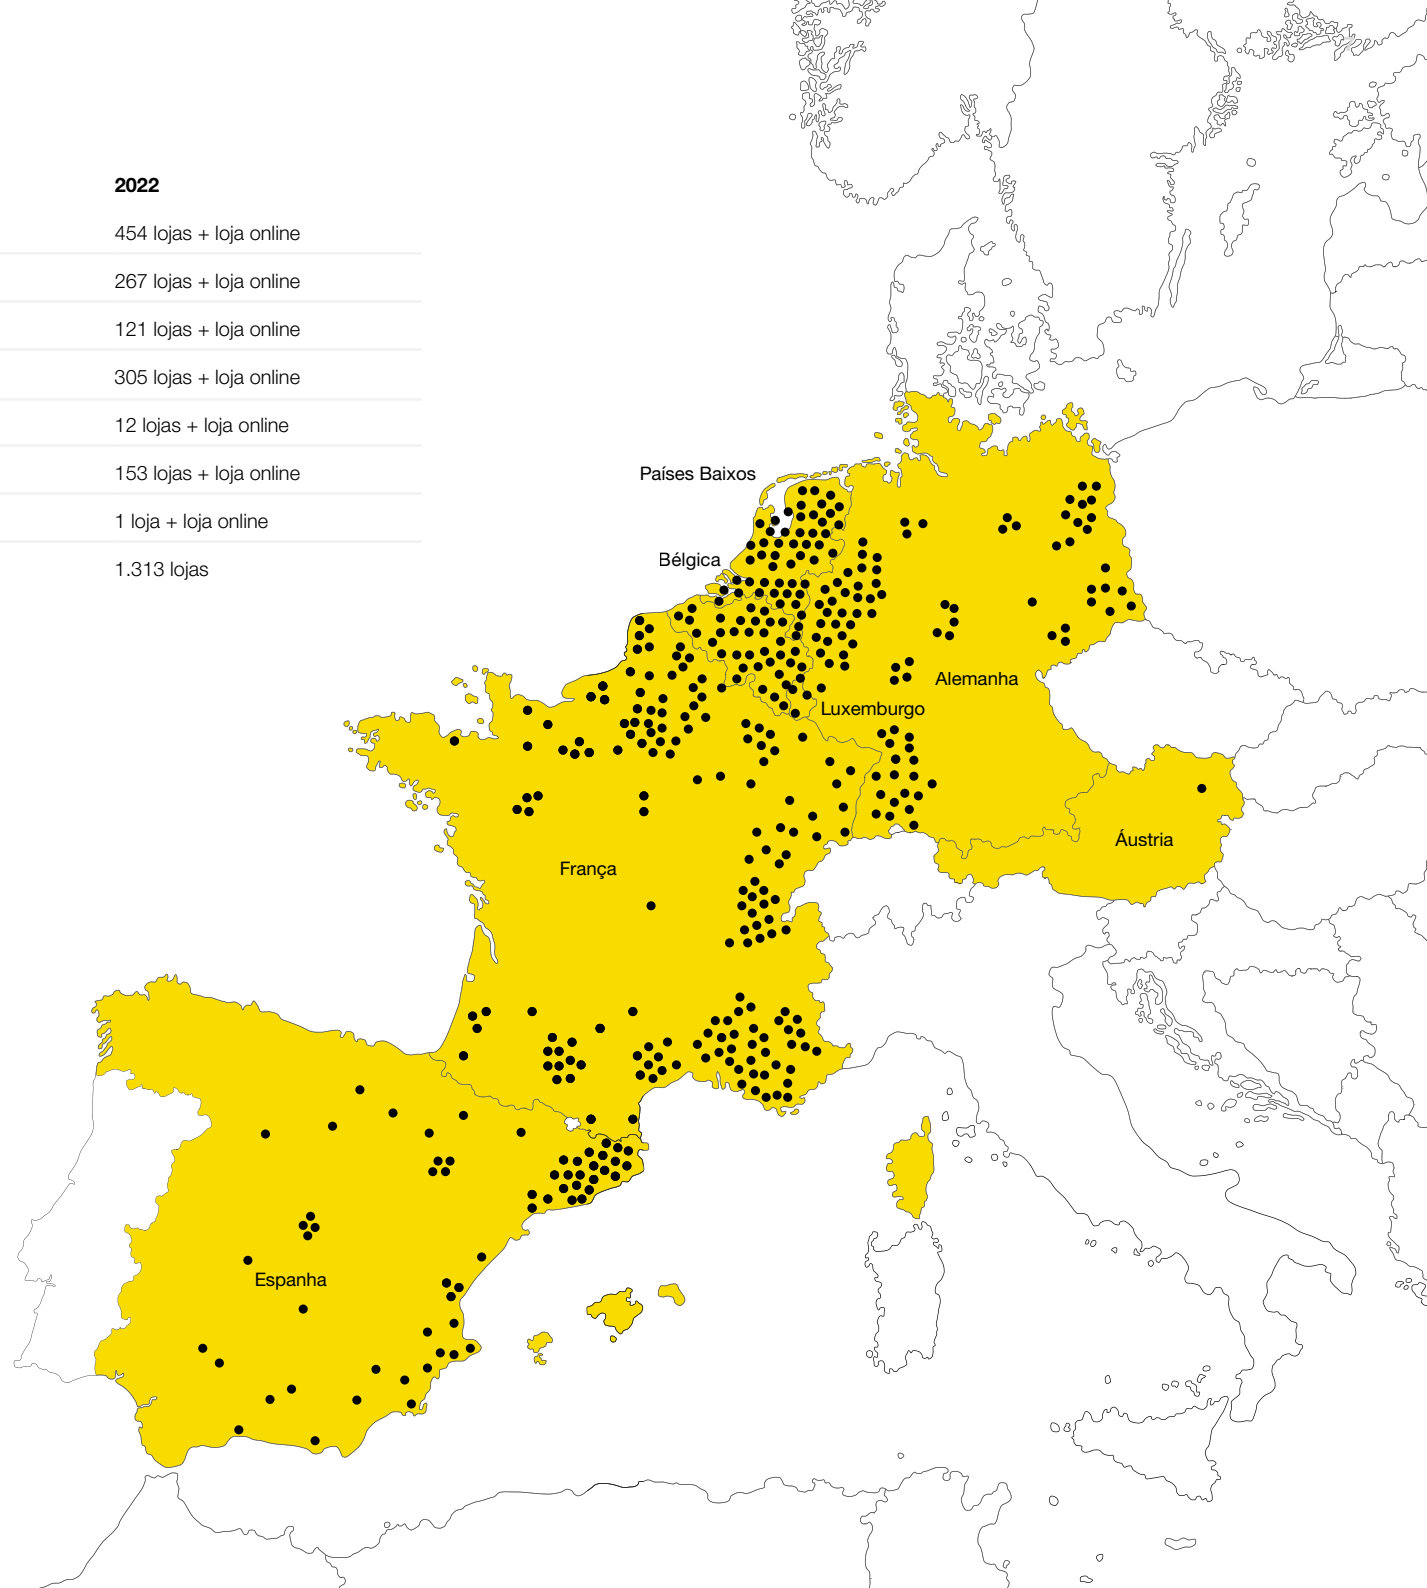 2022
454 lojas + loja online
267 lojas + loja online
121 lojas + loja online
305 lojas + loja online
12 lojas + loja online
153 lojas + loja online
1 loja + loja online
1.313 lojas
Países Baixos
Bélgica
Alemanha
Luxemburgo
Áustria
França
Espanha